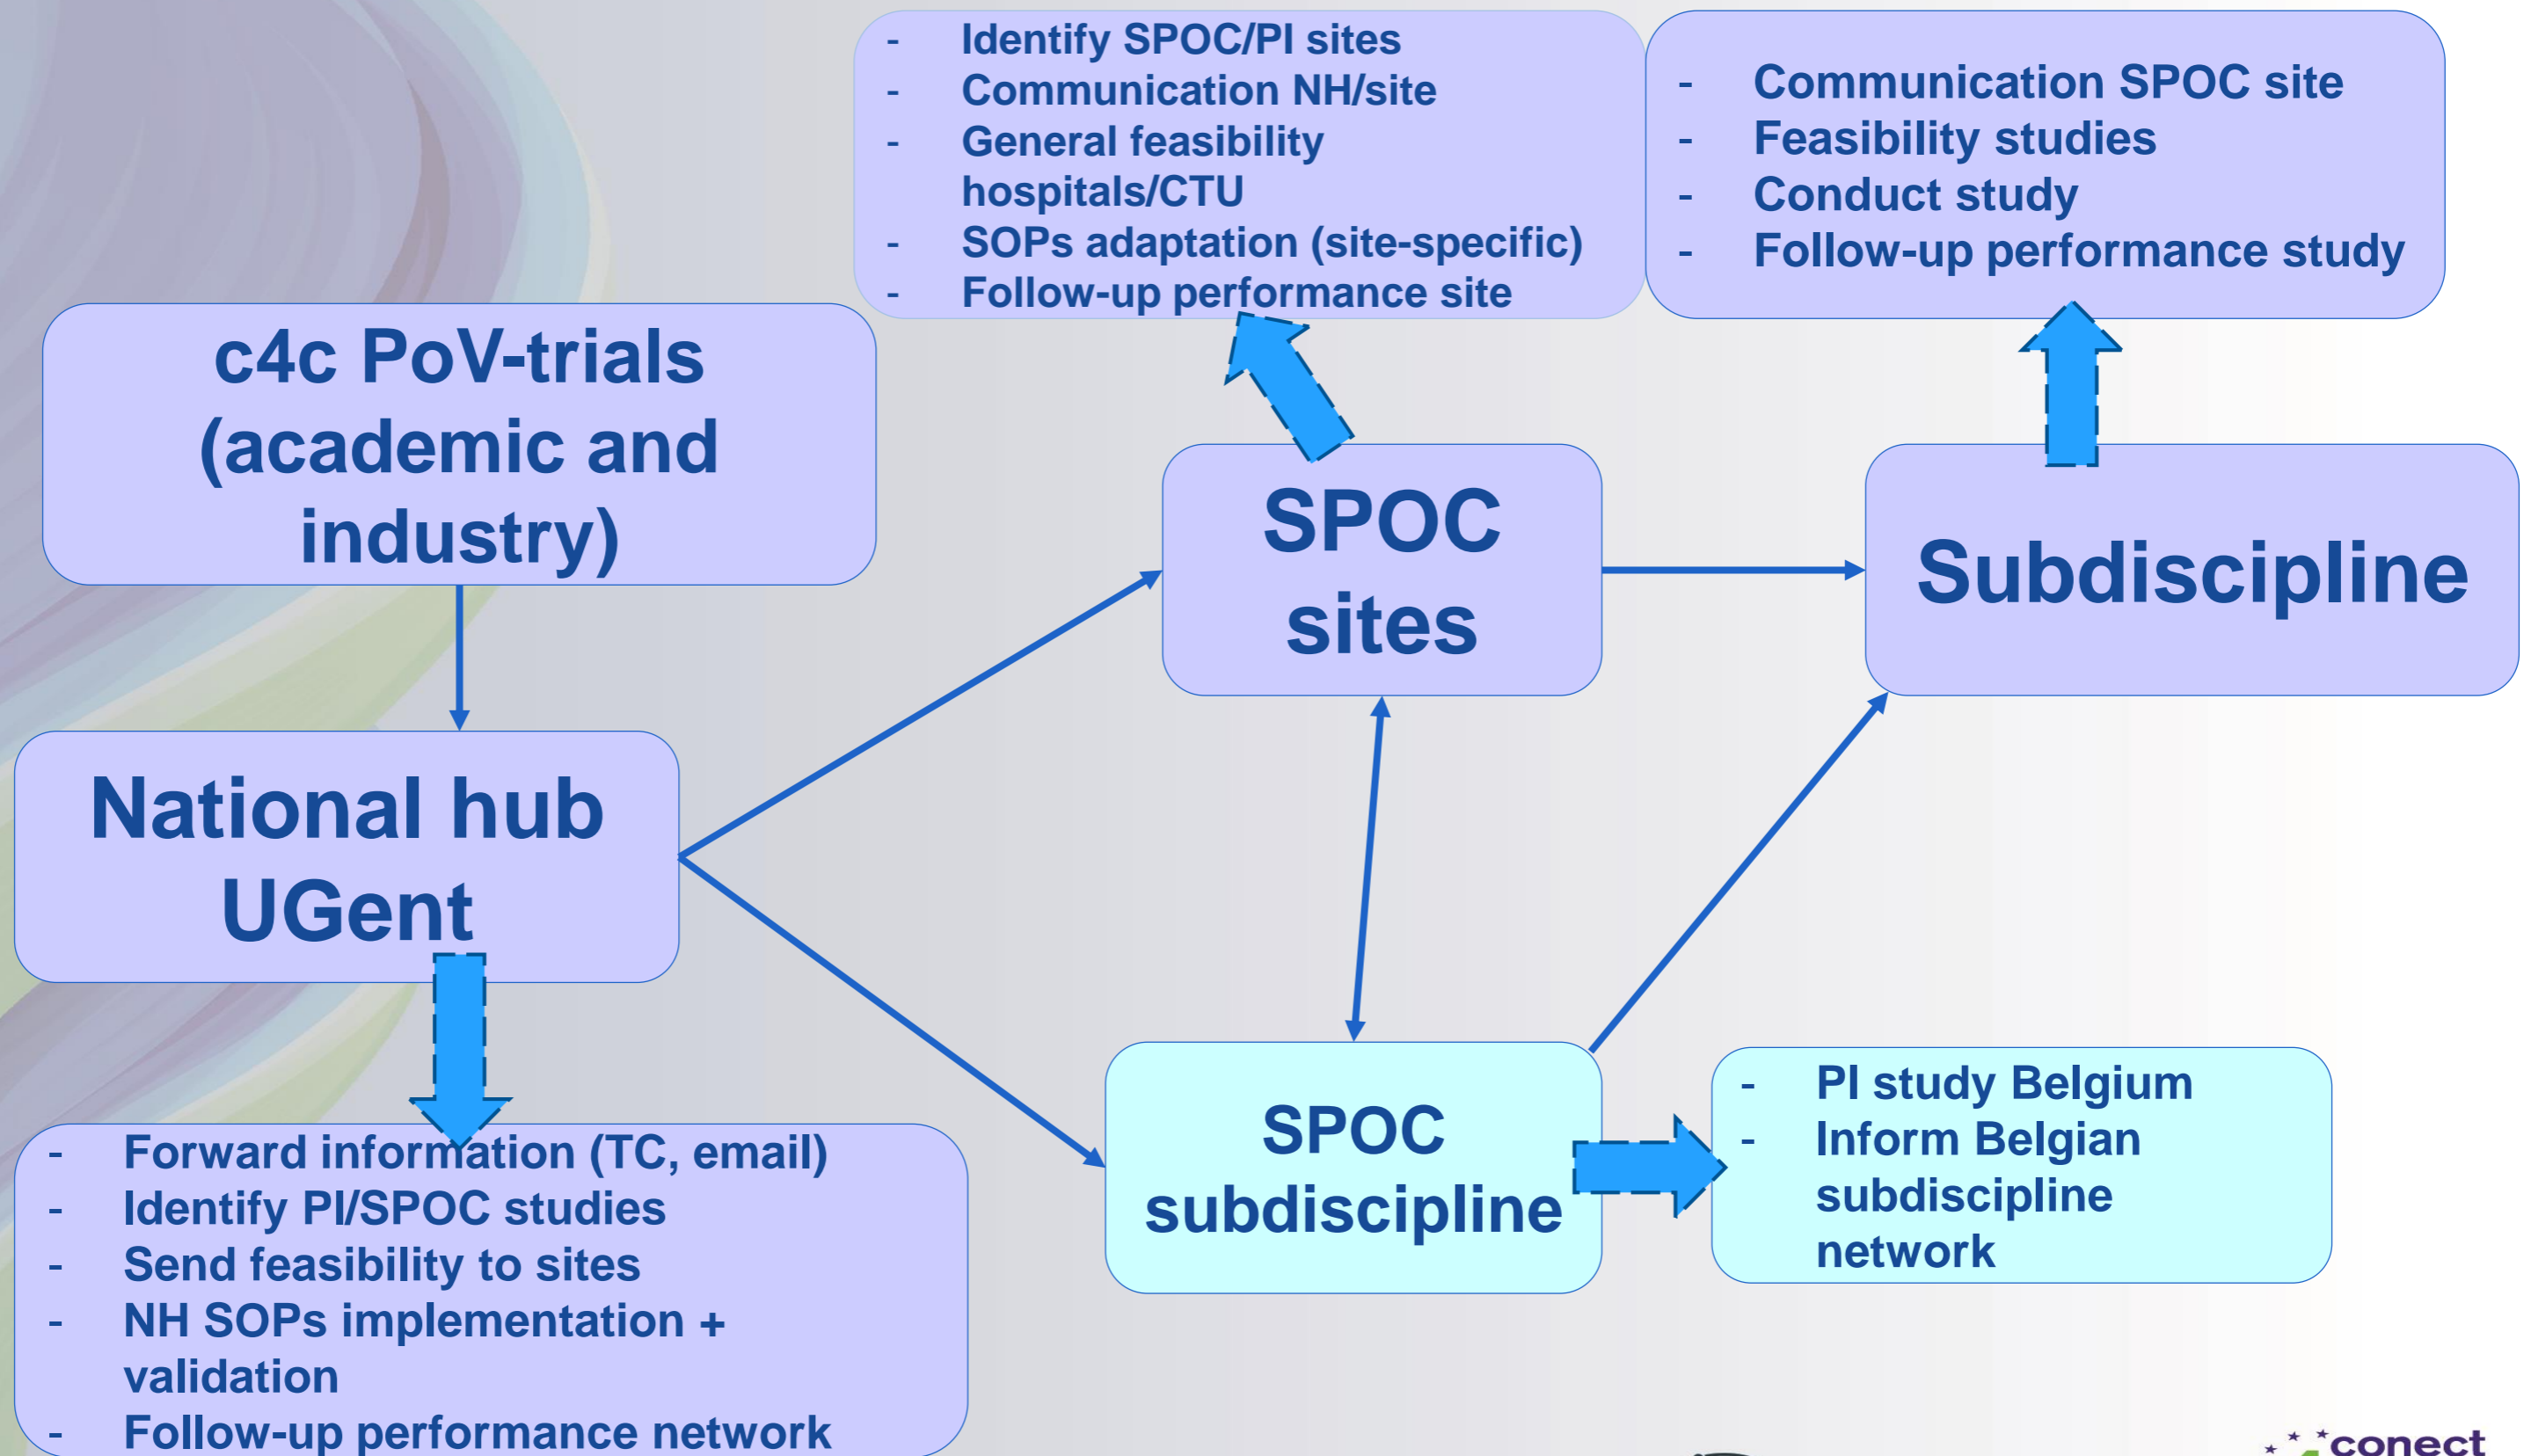 - Identify SPOC/PI sites
- Communication NH/site
- General feasibility
hospitals/CTU
- SOPs adaptation (site-specific)
- Follow-up performance site
- Communication SPOC site
- Feasibility studies
- Conduct study
- Follow-up performance study
c4c PoV-trials
(academic and
industry)
SPOC
sites
Subdiscipline
National hub
UGent
SPOC
subdiscipline
- PI study Belgium
- Inform Belgian
subdiscipline
network
- Forward information (TC, email)
- Identify PI/SPOC studies
- Send feasibility to sites
- NH SOPs implementation +
validation
- Follow-up performance network
conect